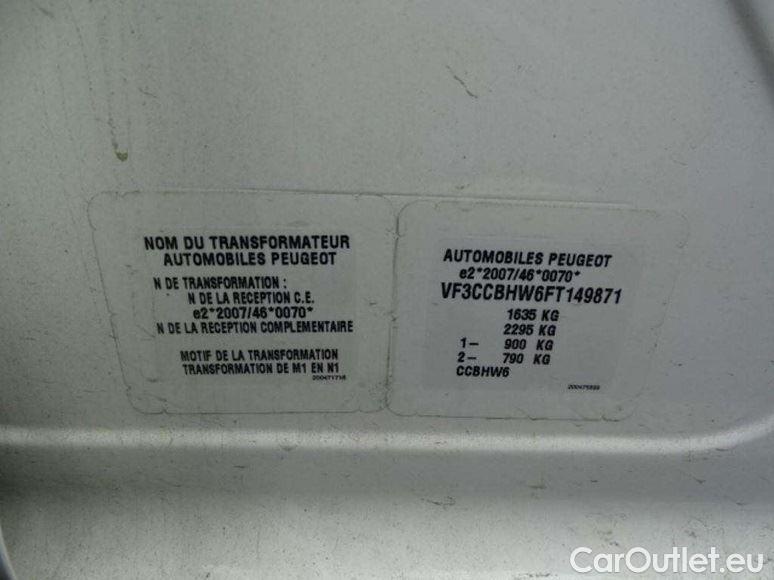 NOM DU TRANSFORMATEUR
AUTOMOBILES PEUGEOT
N DE TRANSFORMATION :
N DE LA RECEPTION C.E.
e2*2007/46*0070*
N DE LA RECEPTION COMPLEMENTAIRE
MOTIF DE LA TRANSFORMATION
TRANSFORMATION DE M1 EN N1
AUTOMOBILES PEUGEOT
e2*2007/46*0070*
VF3CCBHW6FT149871
1635 KG
2295 KG
1- 900 KG
2- 790 KG
CCBHW6
CarOutlet.eu